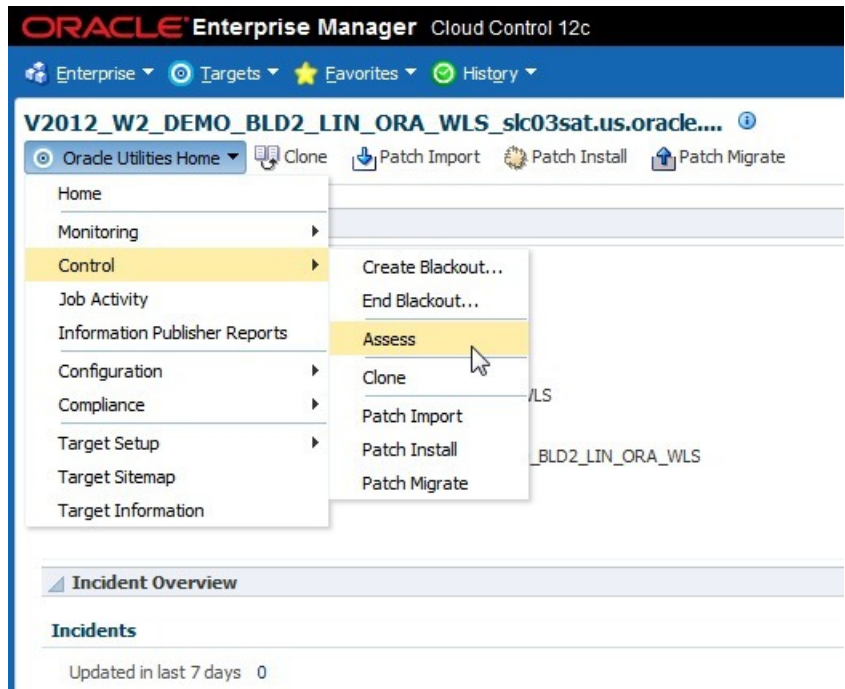 ORACLE Enterprise Manager Cloud Control 12c
Enterprise Targets Favorites History
V2012_W2_DEMO_BLD2_LIN_ORA_WLS_slc03sat.us.oracle....
Oracle Utilities Home Clone Patch Import Patch Install Patch Migrate
Home
Monitoring
Control
Job Activity
Information Publisher Reports
Configuration
Compliance
Target Setup
Target Sitemap
Target Information
Create Blackout...
End Blackout...
Assess
Clone
Patch Import
Patch Install
Patch Migrate
/LS
_BLD2_LIN_ORA_WLS
Incident Overview
Incidents
Updated in last 7 days 0